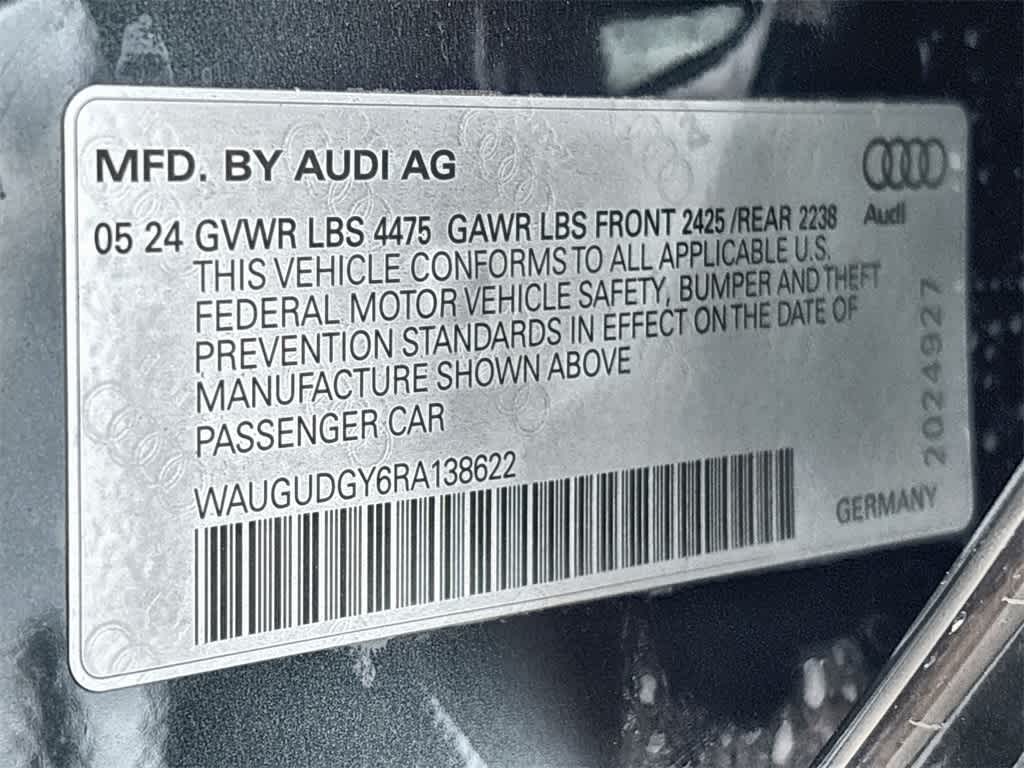 MFD. BY AUDI AG
Audi
05 24 GVWR LBS 4475 GAWR LBS FRONT 2425 /REAR 2238
THIS VEHICLE CONFORMS TO ALL APPLICABLE U.S.
FEDERAL MOTOR VEHICLE SAFETY, BUMPER AND THEFT
PREVENTION STANDARDS IN EFFECT ON THE DATE OF
MANUFACTURE SHOWN ABOVE
PASSENGER CAR
WAUGUDGY6RA138622
20224927
GERMANY